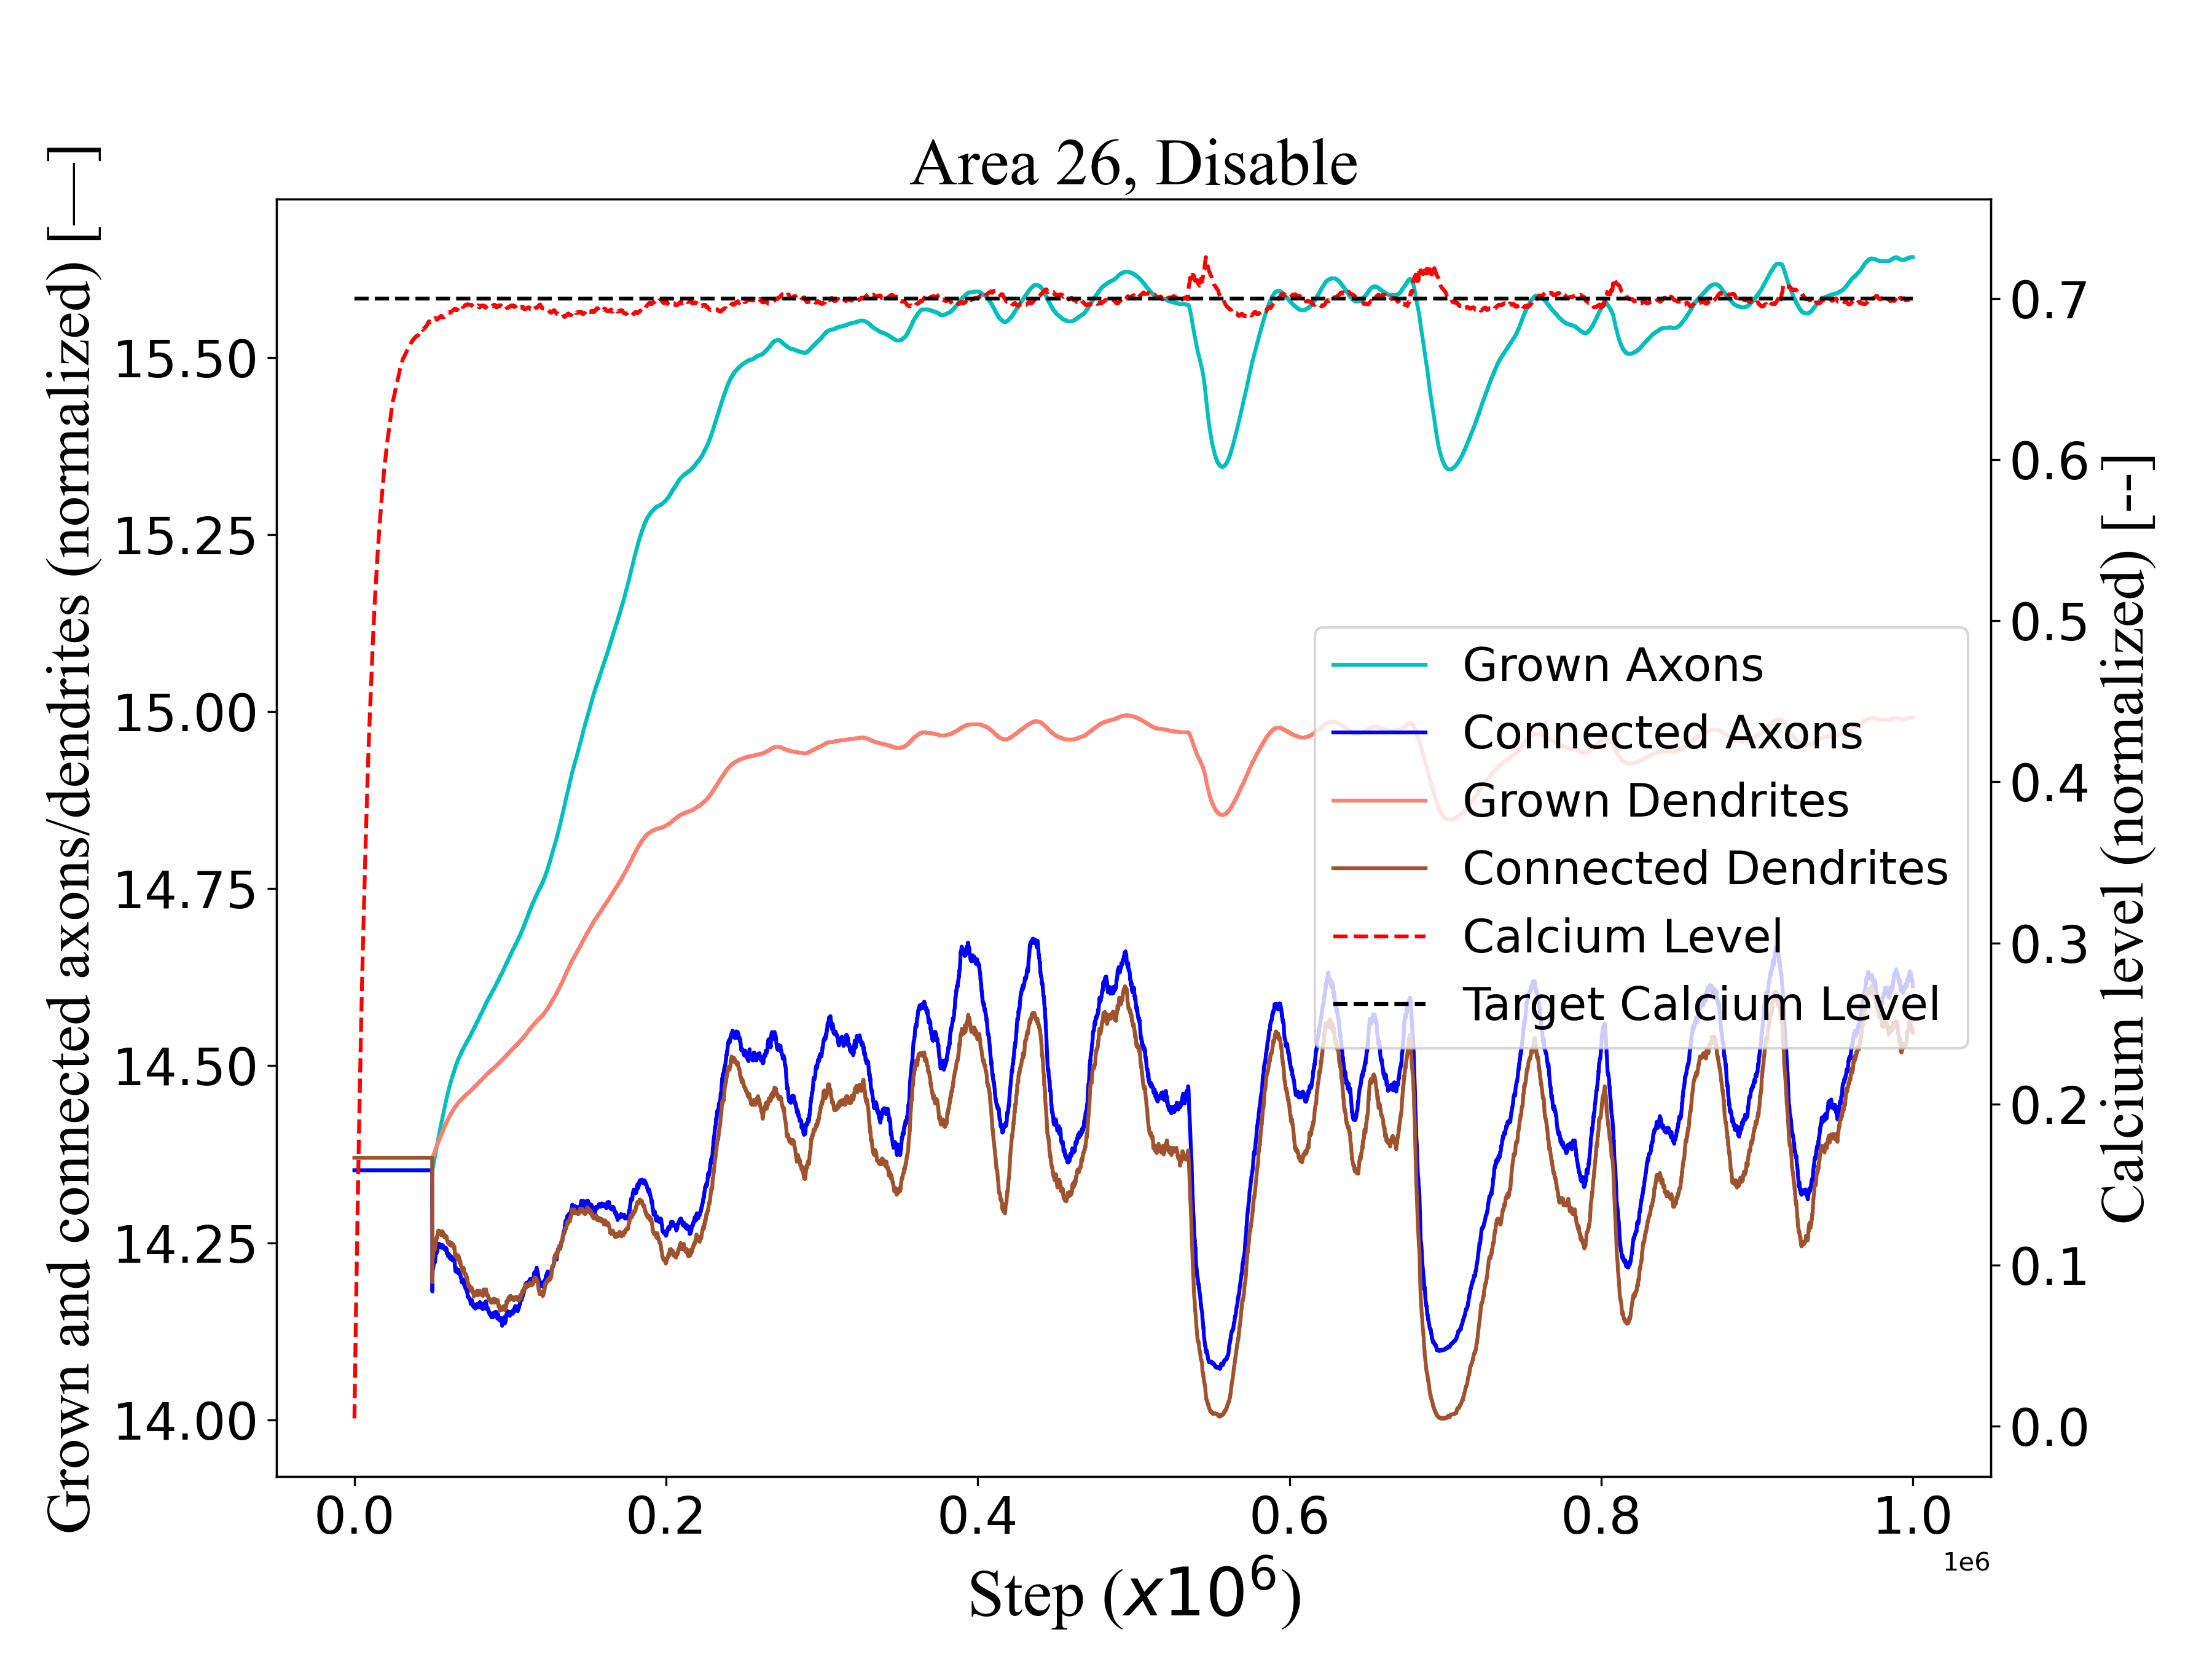 Area 26, Disable
Grown and connected axons/dendrites (normalized) [—]
15.50
15.25
15.00
14.75
14.50
14.25
14.00
0.7
0.6
0.5
0.4
0.3
0.2
0.1
0.0
Calcium level (normalized) [--]
Grown Axons
Connected Axons
Grown Dendrites
Connected Dendrites
Calcium Level
Target Calcium Level
0.0 0.2 0.4 0.6 0.8 1.0
1e6
Step (x10⁶)